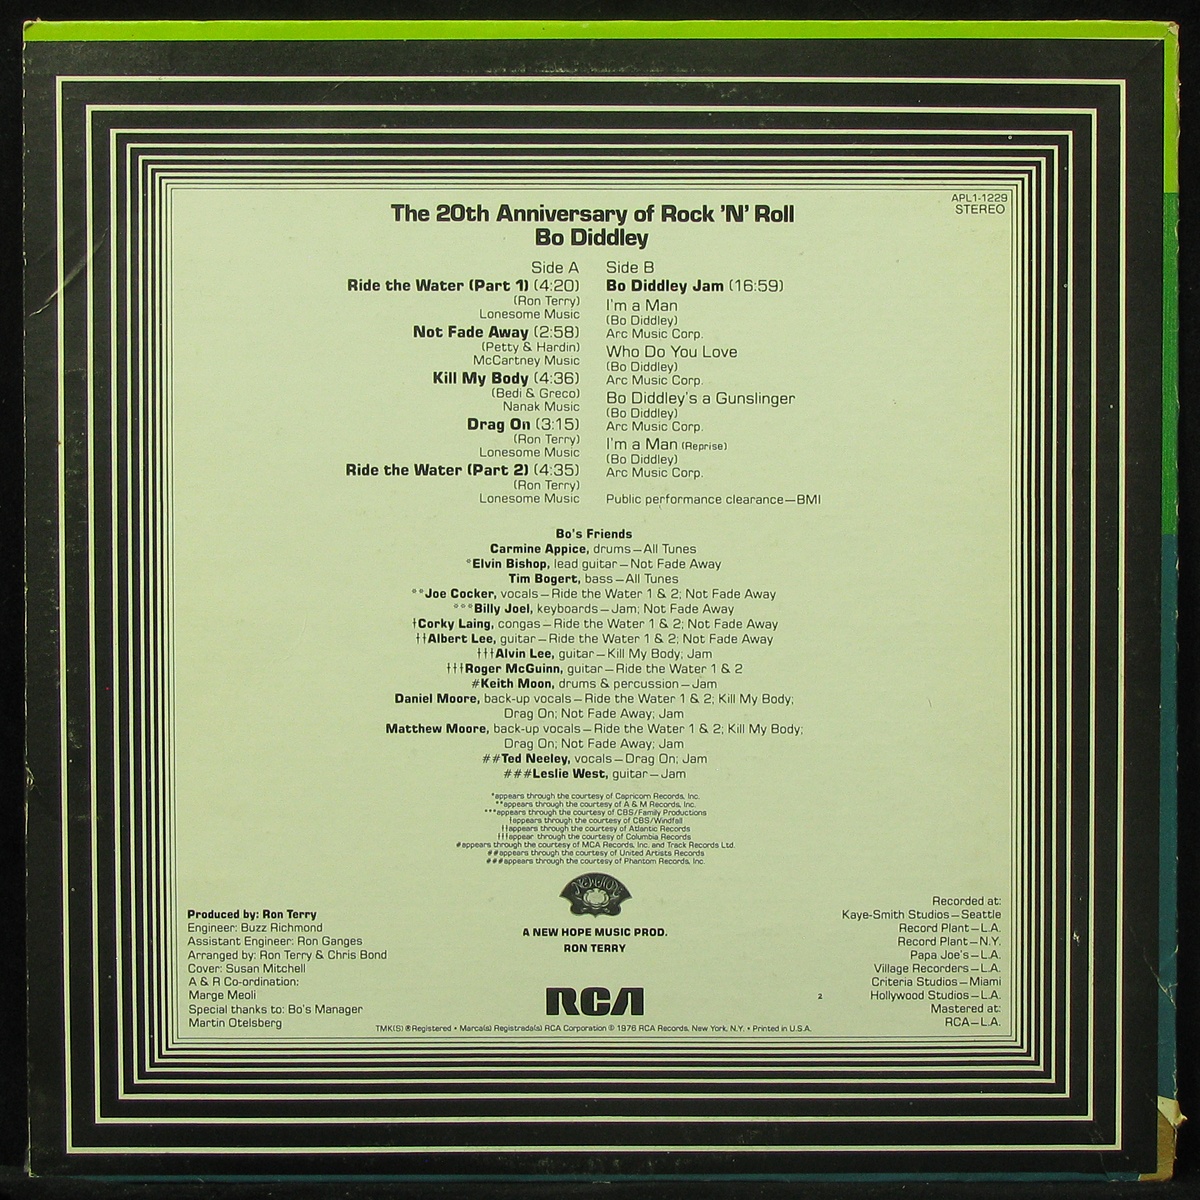 APL1-1229
STEREO
The 20th Anniversary of Rock 'N' Roll
Bo Diddley
Side A
Ride the Water (Part 1) (4:20)
(Ron Terry)
Lonesome Music
Not Fade Away (2:58)
(Petty & Hardin)
McCartney Music
Kill My Body (4:36)
(Bedi & Greco)
Nanak Music
Drag On (3:15)
(Ron Terry)
Lonesome Music
Ride the Water (Part 2) (4:35)
(Ron Terry)
Lonesome Music
Side B
Bo Diddley Jam (16:59)
I'm a Man
(Bo Diddley)
Arc Music Corp.
Who Do You Love
(Bo Diddley)
Arc Music Corp.
Bo Diddley's a Gunslinger
(Bo Diddley)
Arc Music Corp.
I'm a Man (Reprise)
(Bo Diddley)
Arc Music Corp.
Public performance clearance—BMI
Bo's Friends
Carmine Appice, drums—All Tunes
*Elvin Bishop, lead guitar—Not Fade Away
Tim Bogert, bass—All Tunes
**Joe Cocker, vocals—Ride the Water 1 & 2; Not Fade Away
***Billy Joel, keyboards—Jam; Not Fade Away
†Corky Laing, congas—Ride the Water 1 & 2; Not Fade Away
††Albert Lee, guitar—Ride the Water 1 & 2; Not Fade Away
†††Alvin Lee, guitar—Kill My Body; Jam
†††Roger McGuinn, guitar—Ride the Water 1 & 2
#Keith Moon, drums & percussion—Jam
Daniel Moore, back-up vocals—Ride the Water 1 & 2; Kill My Body;
Drag On; Not Fade Away; Jam
Matthew Moore, back-up vocals—Ride the Water 1 & 2; Kill My Body;
Drag On; Not Fade Away; Jam
##Ted Neeley, vocals—Drag On; Jam
###Leslie West, guitar—Jam
*appears through the courtesy of Capricorn Records, Inc.
**appears through the courtesy of A & M Records, Inc.
***appears through the courtesy of CBS/Family Productions
†appears through the courtesy of CBS/Windfall
††appears through the courtesy of Atlantic Records
†††appear through the courtesy of Columbia Records
#appears through the courtesy of MCA Records, Inc. and Track Records Ltd.
##appears through the courtesy of United Artists Records
###appears through the courtesy of Phantom Records, Inc.
A NEW HOPE MUSIC PROD.
RON TERRY
Produced by: Ron Terry
Engineer: Buzz Richmond
Assistant Engineer: Ron Ganges
Arranged by: Ron Terry & Chris Bond
Cover: Susan Mitchell
A & R Co-ordination:
Marge Meoli
Special thanks to: Bo's Manager
Martin Otelsberg
RCA
2
Recorded at:
Kaye-Smith Studios—Seattle
Record Plant—L.A.
Record Plant—N.Y.
Papa Joe's—L.A.
Village Recorders—L.A.
Criteria Studios—Miami
Hollywood Studios—L.A.
Mastered at:
RCA—L.A.
TMK(S) ® Registered • Marca(s) Registrada(s) RCA Corporation © 1976 RCA Records, New York, N.Y. • Printed in U.S.A.